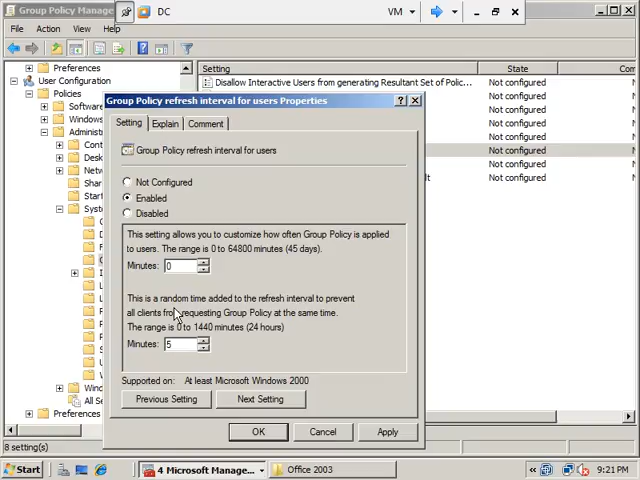 Group Policy Manage
DC
VM
File Action View Help
Preferences
User Configuration
Policies
Software
Windows
Administ
Cont
Desk
Netw
Share
Start
Syst
Wind
All Se
Preferences
Setting State Com
Disallow Interactive Users from generating Resultant Set of Polic... Not configured
Not configured
Not configured
Not configured
Not configured
Not configured
Not configured
Not configured
Group Policy refresh interval for users Properties
Setting Explain Comment
Group Policy refresh interval for users
Not Configured
Enabled
Disabled
This setting allows you to customize how often Group Policy is applied
to users. The range is 0 to 64800 minutes (45 days).
Minutes: 0
This is a random time added to the refresh interval to prevent
all clients from requesting Group Policy at the same time.
The range is 0 to 1440 minutes (24 hours)
Minutes: 5
Supported on: At least Microsoft Windows 2000
Previous Setting Next Setting
OK Cancel Apply
8 setting(s)
Start 4 Microsoft Manage... Office 2003 9:21 PM